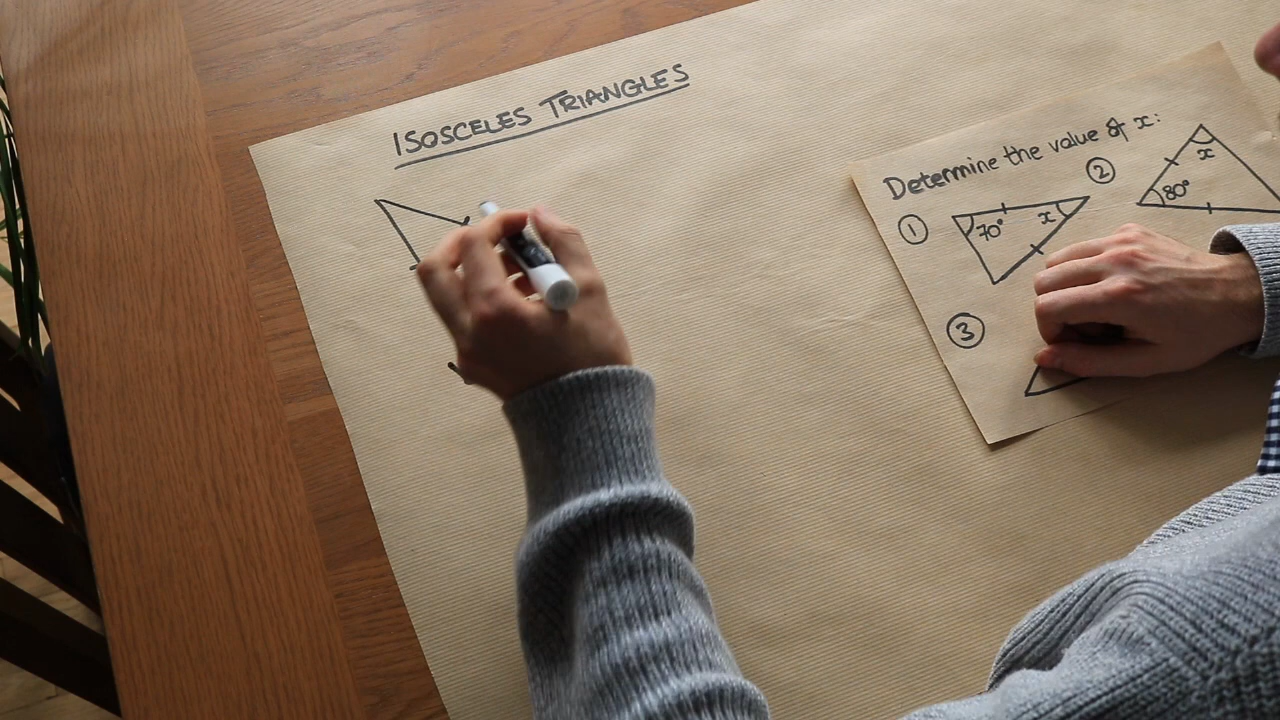 ISOSCELES TRIANGLES
Determine the value of x:
1
70° x
2
x
80°
3